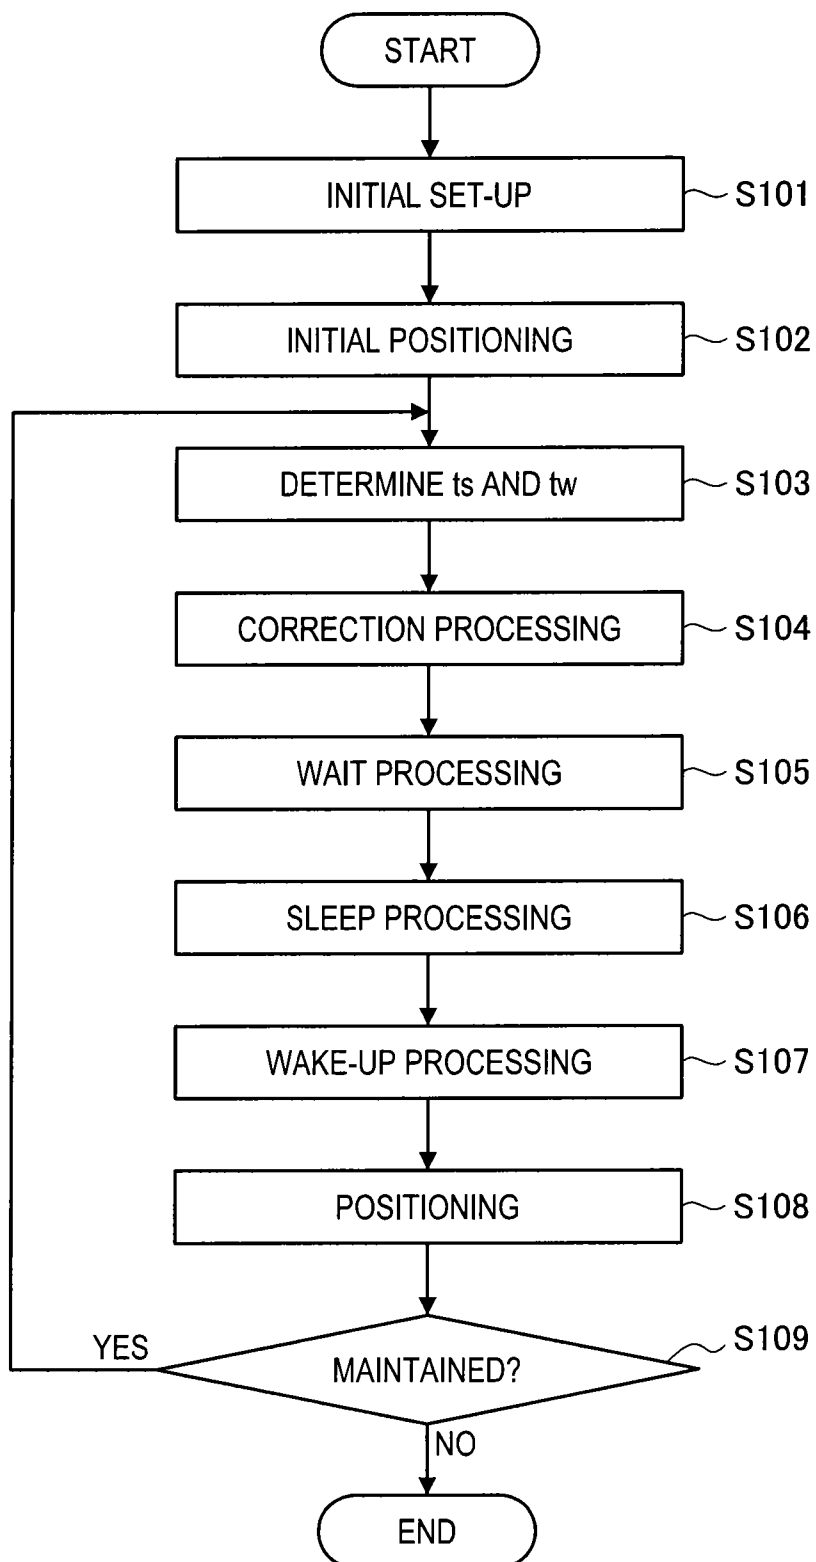 START
INITIAL SET-UP
S101
INITIAL POSITIONING
S102
DETERMINE ts AND tw
S103
CORRECTION PROCESSING
S104
WAIT PROCESSING
S105
SLEEP PROCESSING
S106
WAKE-UP PROCESSING
S107
POSITIONING
S108
YES
MAINTAINED?
S109
NO
END